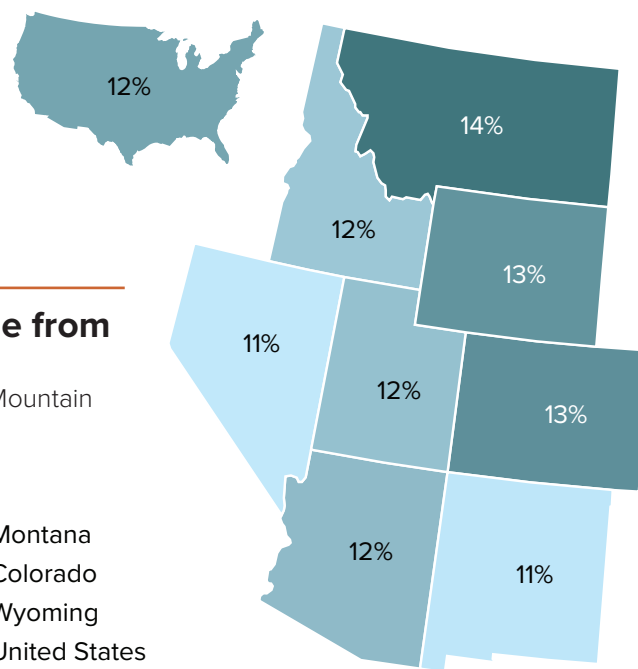 12%
14%
12%
13%
e from
11%
Mountain
12%
13%
Montana
12%
Colorado
11%
Wyoming
United States